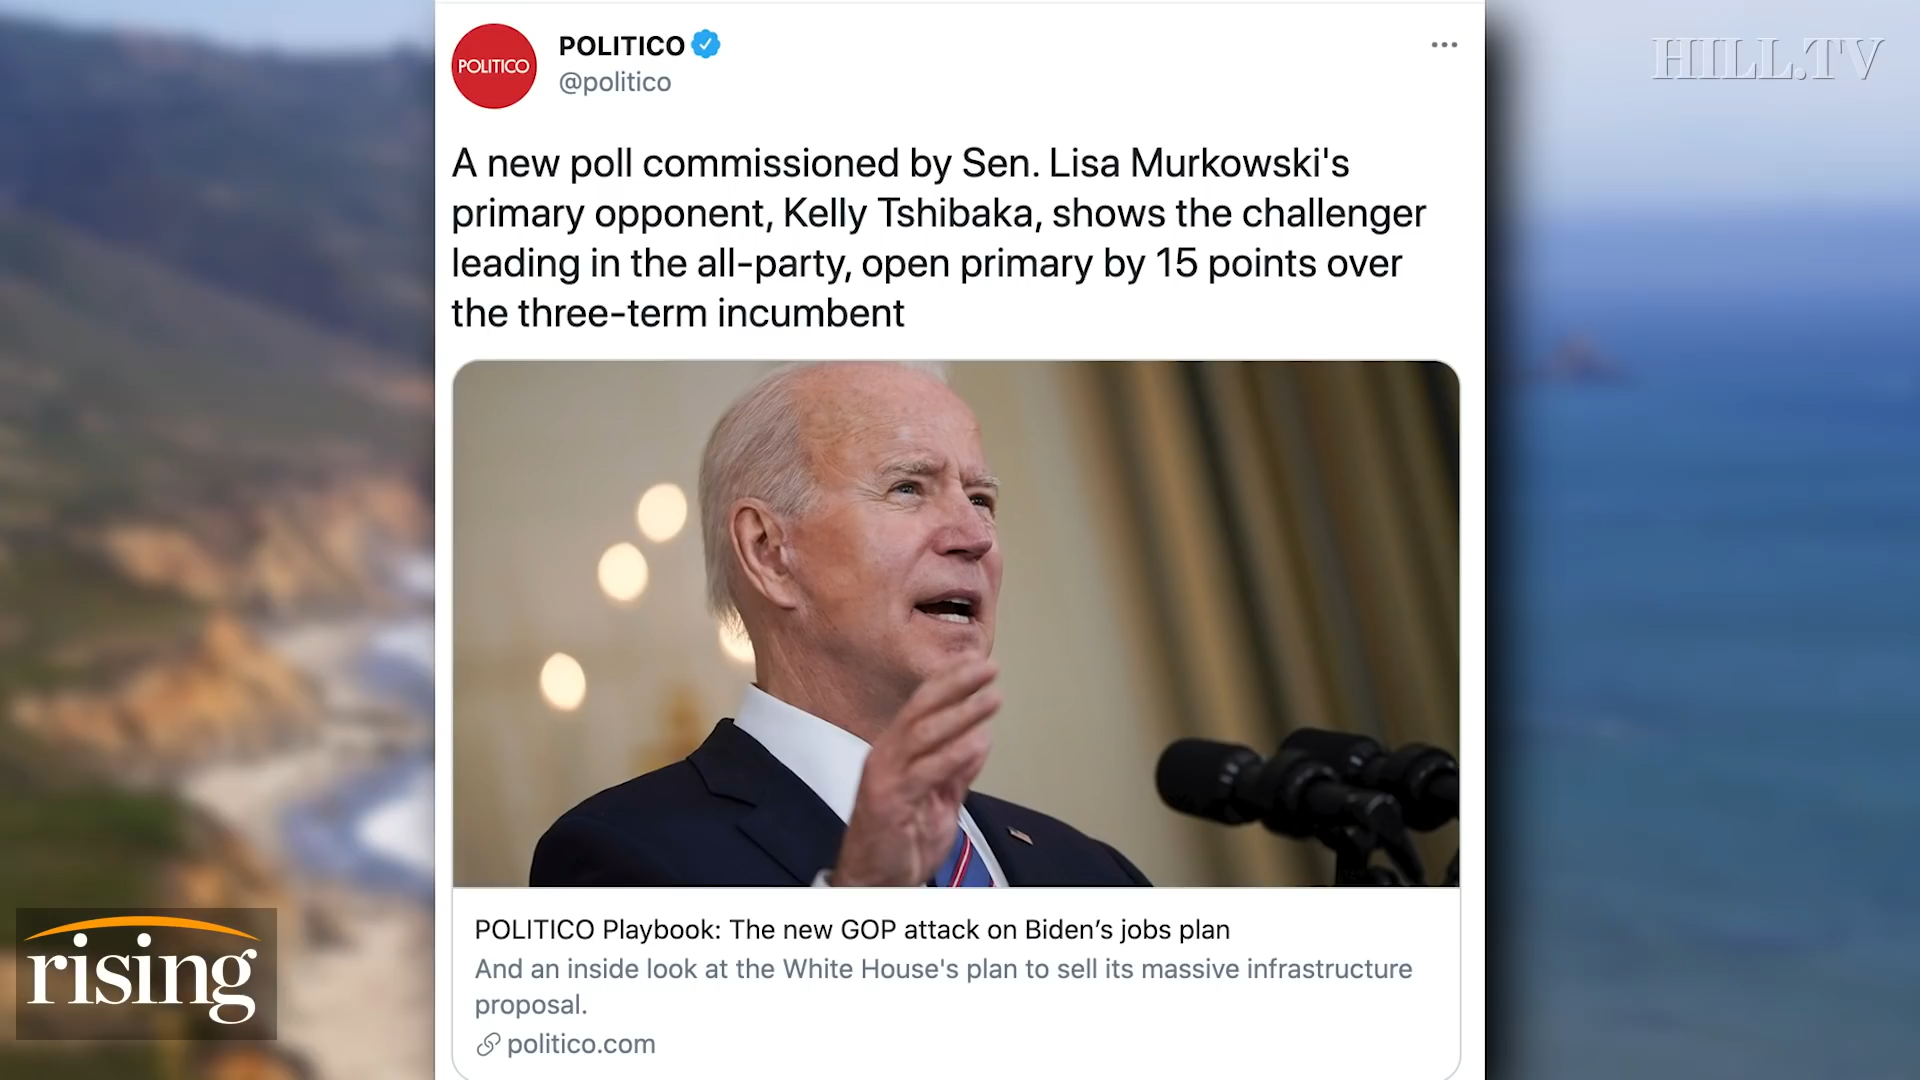 POLITICO
POLITICO
@politico
HILL.TV
A new poll commissioned by Sen. Lisa Murkowski's
primary opponent, Kelly Tshibaka, shows the challenger
leading in the all-party, open primary by 15 points over
the three-term incumbent
POLITICO Playbook: The new GOP attack on Biden’s jobs plan
And an inside look at the White House's plan to sell its massive infrastructure
proposal.
politico.com
rising